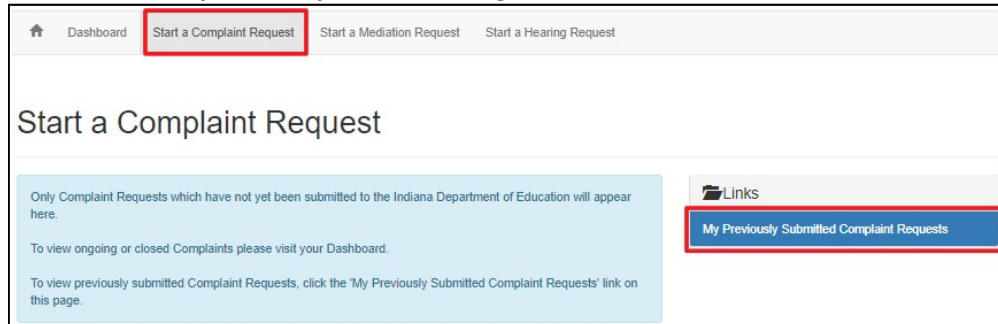 Dashboard Start a Complaint Request Start a Mediation Request Start a Hearing Request
Start a Complaint Request
Only Complaint Requests which have not yet been submitted to the Indiana Department of Education will appear
here.
To view ongoing or closed Complaints please visit your Dashboard.
To view previously submitted Complaint Requests, click the 'My Previously Submitted Complaint Requests' link on
this page.
Links
My Previously Submitted Complaint Requests